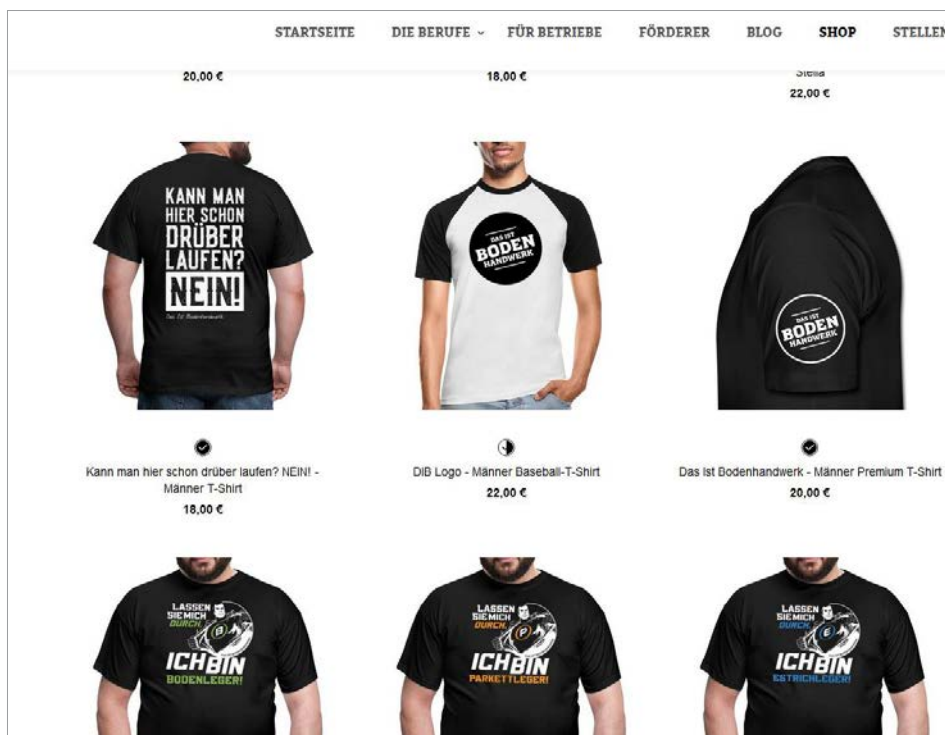 STARTSEITE DIE BERUFE FÜR BETRIEBE FÖRDERER BLOG SHOP STELLEN
20,00 € 18,00 € Stella
22,00 €
KANN MAN
HIER SCHON
DRÜBER
LAUFEN?
NEIN!
Das Ist Bodenhandwerk
DAS IST
BODEN
HANDWERK
DAS IST
BODEN
HANDWERK
Kann man hier schon drüber laufen? NEIN! -
Männer T-Shirt
18,00 €
DIB Logo - Männer Baseball-T-Shirt
22,00 €
Das Ist Bodenhandwerk - Männer Premium T-Shirt
20,00 €
LASSEN
SIE MICH
DURCH,
B
ICH BIN
BODENLEGER!
LASSEN
SIE MICH
DURCH,
P
ICH BIN
PARKETTLEGER!
LASSEN
SIE MICH
DURCH,
E
ICH BIN
ESTRICHLEGER!